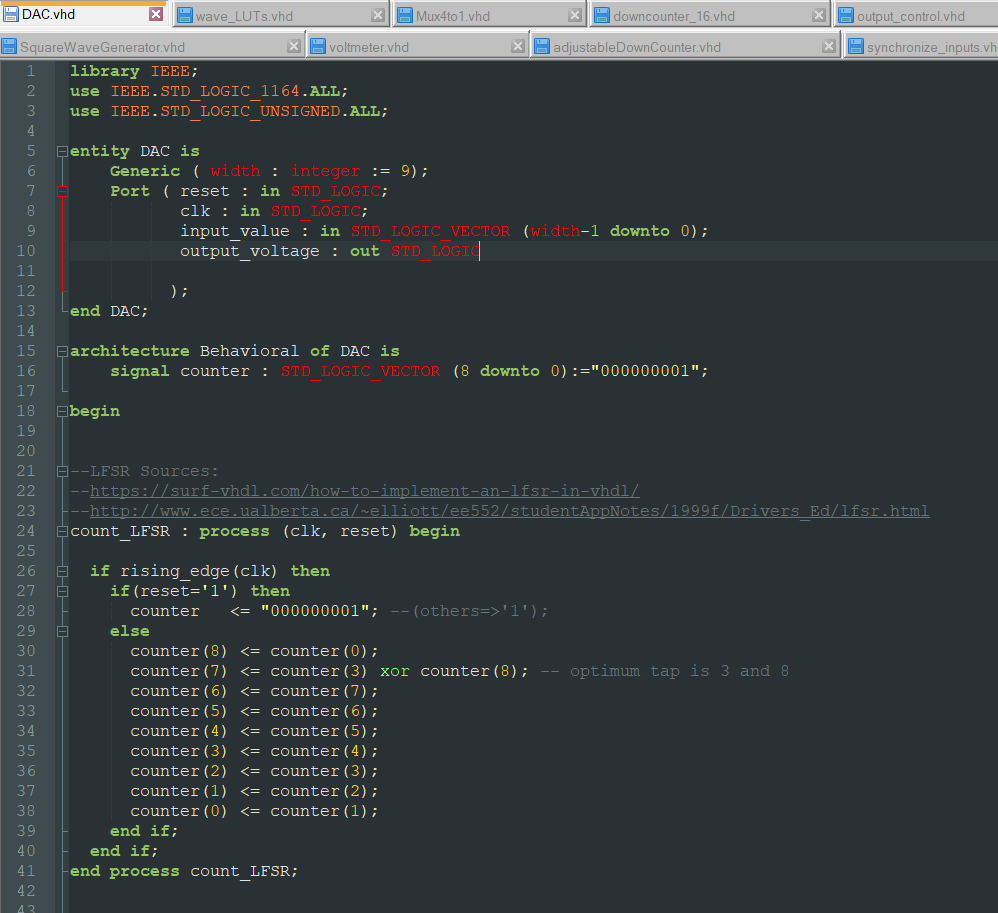 DAC.vhd wave_LUTs.vhd Mux4to1.vhd downcounter_16.vhd output_control.vhd
SquareWaveGenerator.vhd voltmeter.vhd adjustableDownCounter.vhd synchronize_inputs.vh
1 library IEEE;
2 use IEEE.STD_LOGIC_1164.ALL;
3 use IEEE.STD_LOGIC_UNSIGNED.ALL;
4
5 entity DAC is
6 Generic ( width : integer := 9);
7 Port ( reset : in STD_LOGIC;
8 clk : in STD_LOGIC;
9 input_value : in STD_LOGIC_VECTOR (width-1 downto 0);
10 output_voltage : out STD_LOGIC
11
12 );
13 end DAC;
14
15 architecture Behavioral of DAC is
16 signal counter : STD_LOGIC_VECTOR (8 downto 0):="000000001";
17
18 begin
19
20
21 --LFSR Sources:
22 --https://surf-vhdl.com/how-to-implement-an-lfsr-in-vhdl/
23 --http://www.ece.ualberta.ca/~elliott/ee552/studentAppNotes/1999f/Drivers_Ed/lfsr.html
24 count_LFSR : process (clk, reset) begin
25
26 if rising_edge(clk) then
27 if(reset='1') then
28 counter <= "000000001"; --(others=>'1');
29 else
30 counter(8) <= counter(0);
31 counter(7) <= counter(3) xor counter(8); -- optimum tap is 3 and 8
32 counter(6) <= counter(7);
33 counter(5) <= counter(6);
34 counter(4) <= counter(5);
35 counter(3) <= counter(4);
36 counter(2) <= counter(3);
37 counter(1) <= counter(2);
38 counter(0) <= counter(1);
39 end if;
40 end if;
41 end process count_LFSR;
42
43